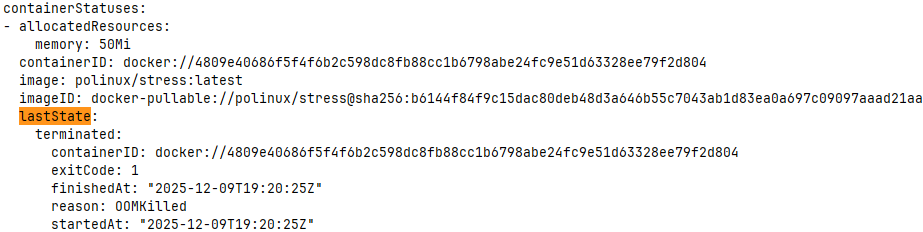 containerStatuses:
- allocatedResources:
    memory: 50Mi
  containerID: docker://4809e40686f5f4f6b2c598dc8fb88cc1b6798abe24fc9e51d63328ee79f2d804
  image: polinux/stress:latest
  imageID: docker-pullable://polinux/stress@sha256:b6144f84f9c15dac80deb48d3a646b55c7043ab1d83ea0a697c09097aaad21aa
  lastState:
    terminated:
      containerID: docker://4809e40686f5f4f6b2c598dc8fb88cc1b6798abe24fc9e51d63328ee79f2d804
      exitCode: 1
      finishedAt: "2025-12-09T19:20:25Z"
      reason: OOMKilled
      startedAt: "2025-12-09T19:20:25Z"